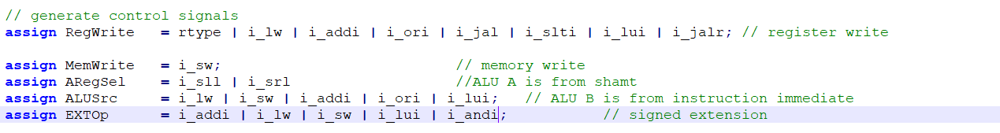 // generate control signals
assign RegWrite   = rtype | i_lw | i_addi | i_ori | i_jal | i_slti | i_lui | i_jalr; // register write
assign MemWrite   = i_sw;                           // memory write
assign ARegSel    = i_sll | i_srl                   //ALU A is from shamt
assign ALUSrc     = i_lw | i_sw | i_addi | i_ori | i_lui;   // ALU B is from instruction immediate
assign EXTOp      = i_addi | i_lw | i_sw | i_lui | i_andi;          // signed extension